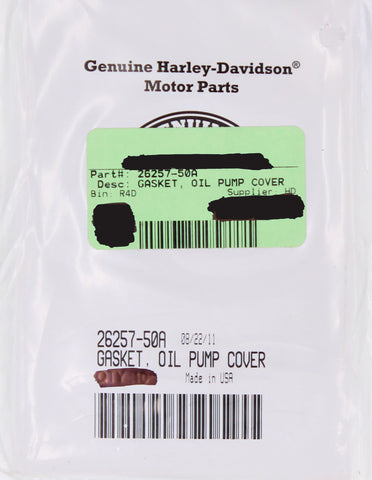 Genuine Harley-Davidson®
Motor Parts
GENUINE
Part#: 26257-50A
Desc: GASKET, OIL PUMP COVER
Bin: R4D Supplier: HD
26257-50A 08/22/11
GASKET, OIL PUMP COVER
Made in USA